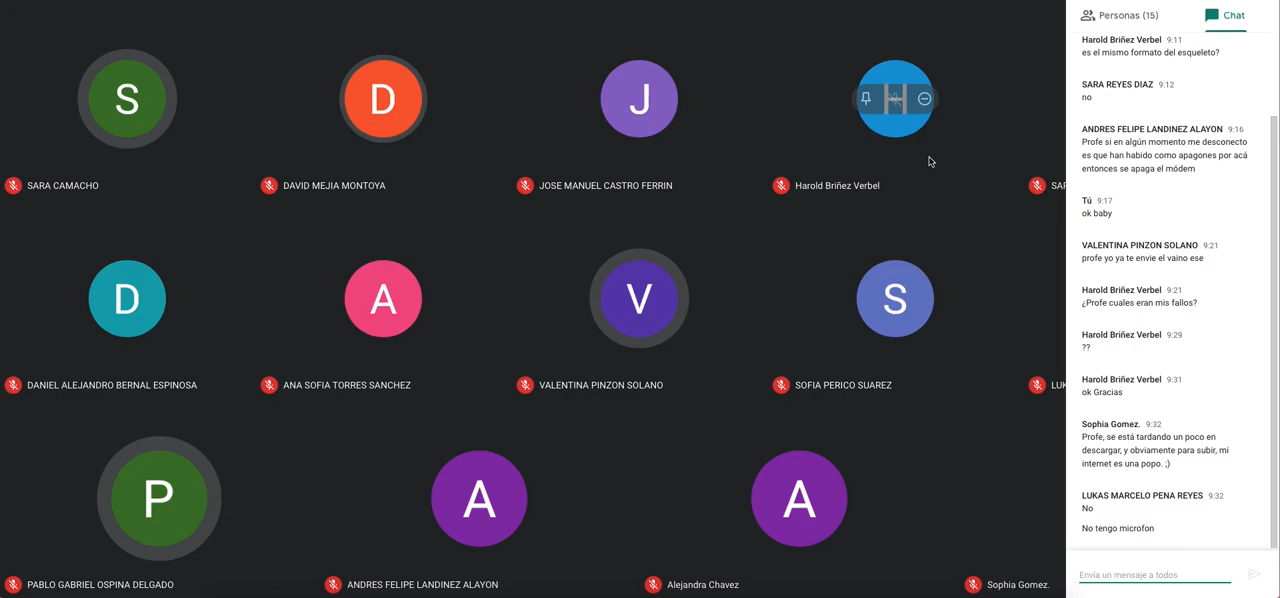 Personas (15)
Chat
S
D
J
H
SARA CAMACHO
DAVID MEJIA MONTOYA
JOSE MANUEL CASTRO FERRIN
Harold Briñez Verbel
SAR
D
A
V
S
DANIEL ALEJANDRO BERNAL ESPINOSA
ANA SOFIA TORRES SANCHEZ
VALENTINA PINZON SOLANO
SOFIA PERICO SUAREZ
LUK
P
A
A
PABLO GABRIEL OSPINA DELGADO
ANDRES FELIPE LANDINEZ ALAYON
Alejandra Chavez
Sophia Gomez.
Harold Briñez Verbel 9:11
es el mismo formato del esqueleto?
SARA REYES DIAZ 9:12
no
ANDRES FELIPE LANDINEZ ALAYON 9:16
Profe si en algún momento me desconecto
es que han habido como apagones por acá
entonces se apaga el módem
Tú 9:17
ok baby
VALENTINA PINZON SOLANO 9:21
profe yo ya te envie el vaino ese
Harold Briñez Verbel 9:21
¿Profe cuales eran mis fallos?
Harold Briñez Verbel 9:29
??
Harold Briñez Verbel 9:31
ok Gracias
Sophia Gomez. 9:32
Profe, se está tardando un poco en
descargar, y obviamente para subir, mi
internet es una popo. ;)
LUKAS MARCELO PENA REYES 9:32
No
No tengo microfon
Envía un mensaje a todos